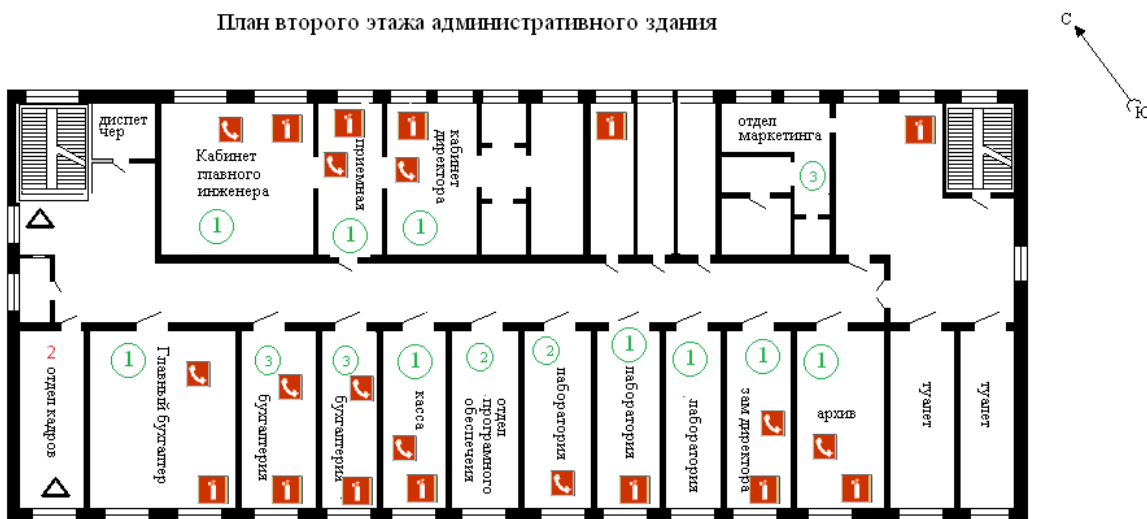 План второго этажа административного здания
С
Ю
диспет
чер
Кабинет
главного
инженера
1
приемная
1
кабинет
директора
1
отдел
маркетинга
3
2
отдел кадров
1
Главный бухгалтер
3
бухгалтерия
3
бухгалтерия
1
касса
2
отдел
.програмного
обеспечеия
2
лаборатория
1
лаборатория
1
лаборатория
1
зам директора
1
архив
туалет
туалет